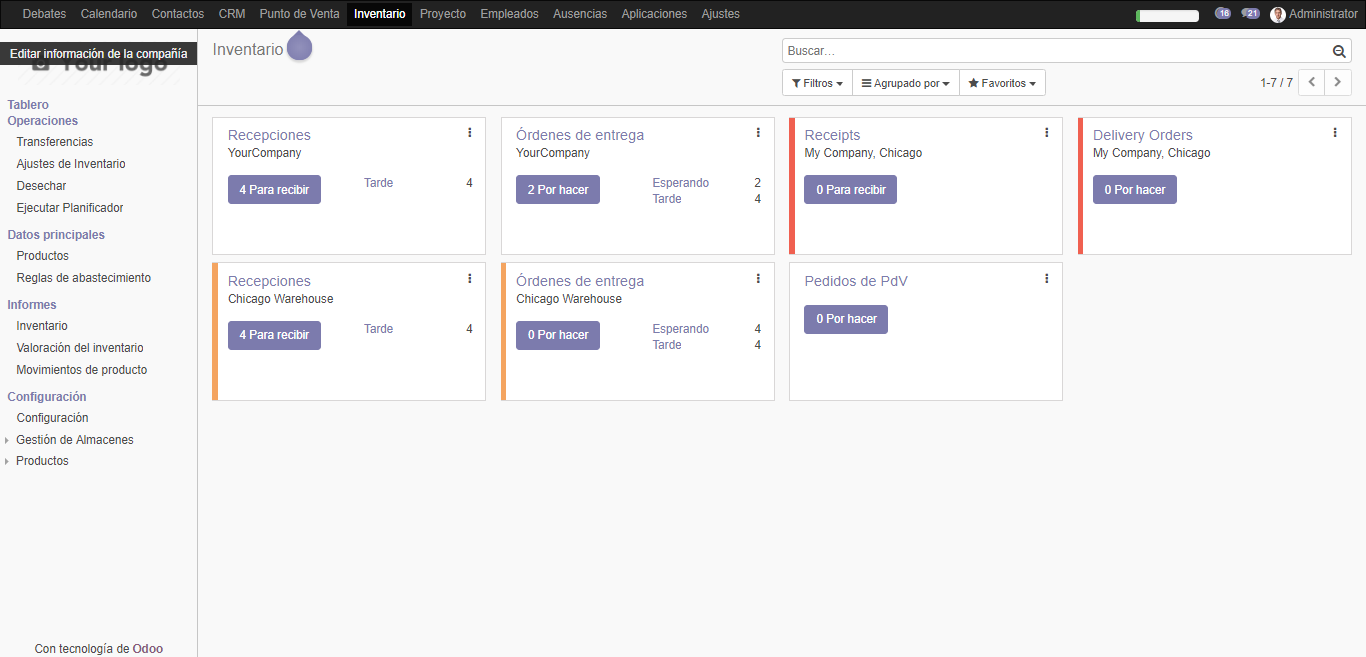 Debates Calendario Contactos CRM Punto de Venta Inventario Proyecto Empleados Ausencias Aplicaciones Ajustes 16 21 Administrator
Editar información de la compañía
Your logo
Tablero
Operaciones
Transferencias
Ajustes de Inventario
Desechar
Ejecutar Planificador
Datos principales
Productos
Reglas de abastecimiento
Informes
Inventario
Valoración del inventario
Movimientos de producto
Configuración
Configuración
Gestión de Almacenes
Productos
Con tecnología de Odoo
Inventario
Buscar...
Filtros Agrupado por Favoritos 1-7 / 7
Recepciones
YourCompany
4 Para recibir Tarde 4
Órdenes de entrega
YourCompany
2 Por hacer Esperando 2
Tarde 4
Receipts
My Company, Chicago
0 Para recibir
Delivery Orders
My Company, Chicago
0 Por hacer
Recepciones
Chicago Warehouse
4 Para recibir Tarde 4
Órdenes de entrega
Chicago Warehouse
0 Por hacer Esperando 4
Tarde 4
Pedidos de PdV
0 Por hacer